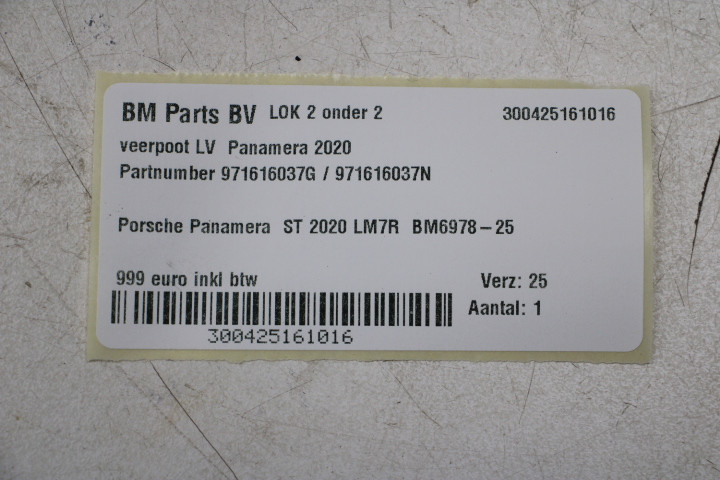 BM Parts BV LOK 2 onder 2 300425161016
veerpoot LV Panamera 2020
Partnumber 971616037G / 971616037N
Porsche Panamera ST 2020 LM7R BM6978-25
999 euro inkl btw Verz: 25
Aantal: 1
300425161016